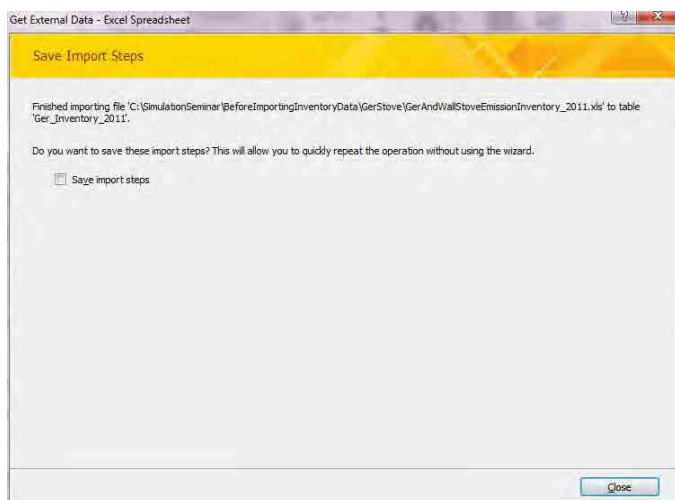 Get External Data - Excel Spreadsheet
Save Import Steps
Finished importing file 'C:\SimulationSeminar\BeforeImportingInventoryData\GerStove\GerAndWallStoveEmissionInventory_2011.xls' to table
'Ger_Inventory_2011'.
Do you want to save these import steps? This will allow you to quickly repeat the operation without using the wizard.
Save import steps
Close